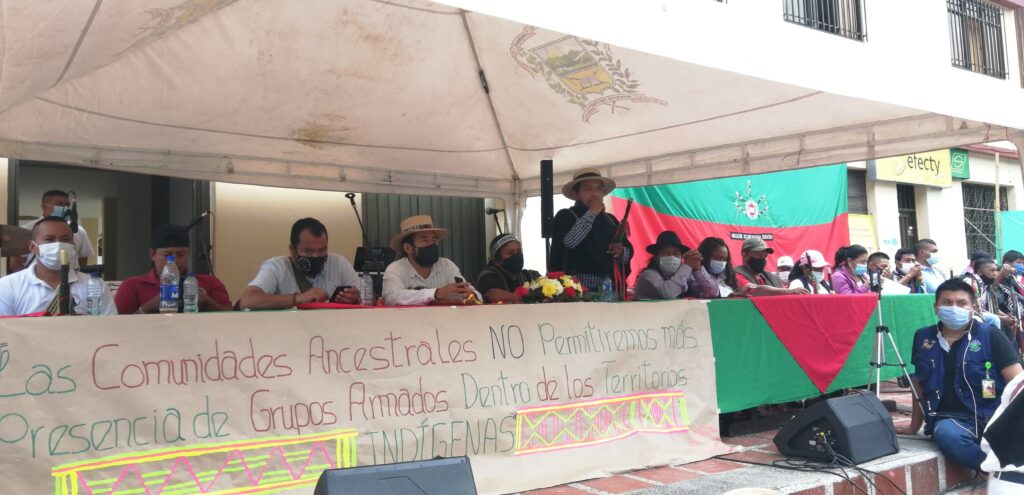 efecty
Las Comunidades Ancestrales NO Permitiremos más
Presencia de Grupos Armados Dentro de los Territorios
INDÍGENAS